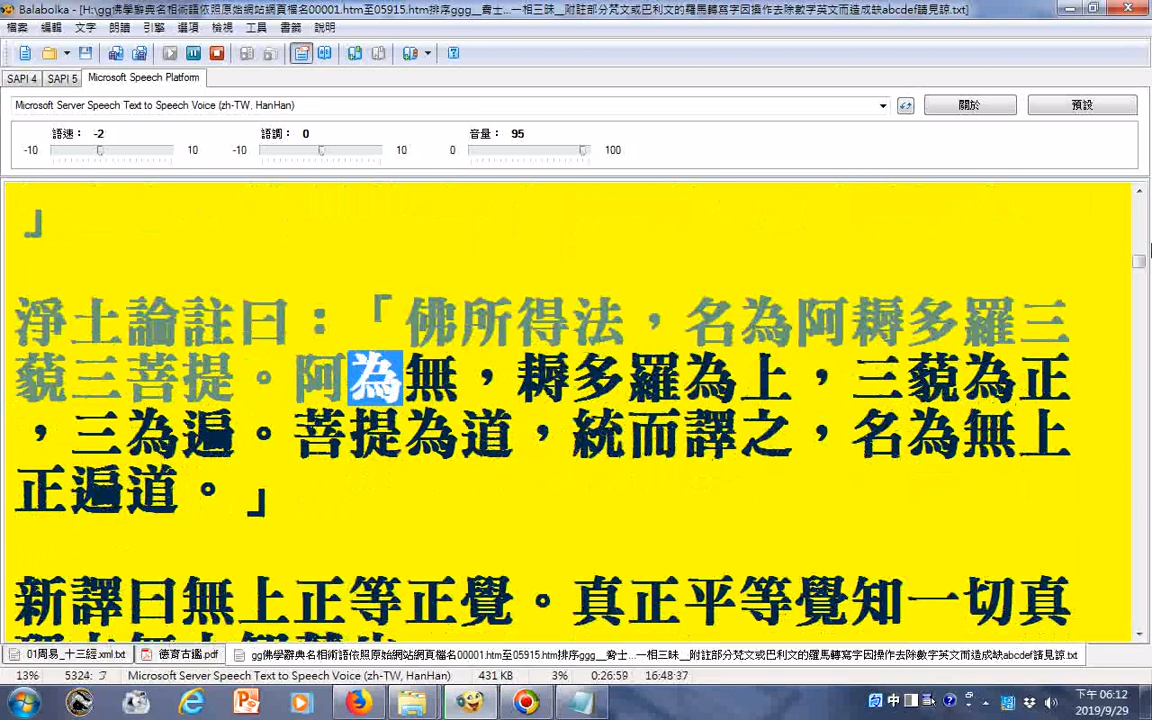 Balabolka - [H:\gg佛學辭典名相術語依照原始網站網頁檔名00001.htm至05915.htm排序ggg__奝士...一相三昧__附註部分梵文或巴利文的羅馬轉寫字因操作去除數字英文而造成缺abcdef請見諒.txt]
檔案 編輯 文字 朗讀 引擎 選項 檢視 工具 書籤 說明
SAPI 4 SAPI 5 Microsoft Speech Platform
Microsoft Server Speech Text to Speech Voice (zh-TW, HanHan) 關於 預設
語速： -2 語調： 0 音量： 95
-10 10 -10 10 0 100
』
淨土論註曰：「佛所得法，名為阿耨多羅三
藐三菩提。阿為無，耨多羅為上，三藐為正
，三為遍。菩提為道，統而譯之，名為無上
正遍道。」
新譯曰無上正等正覺。真正平等覺知一切真
01周易_十三經.xml.txt 德育古鑑.pdf gg佛學辭典名相術語依照原始網站網頁檔名00001.htm至05915.htm排序ggg__奝士...一相三昧__附註部分梵文或巴利文的羅馬轉寫字因操作去除數字英文而造成缺abcdef請見諒.txt
13% 5324: フ Microsoft Server Speech Text to Speech Voice (zh-TW, HanHan) 431 KB 3% 0:26:59 16:48:37
中 下午 06:12
2019/9/29